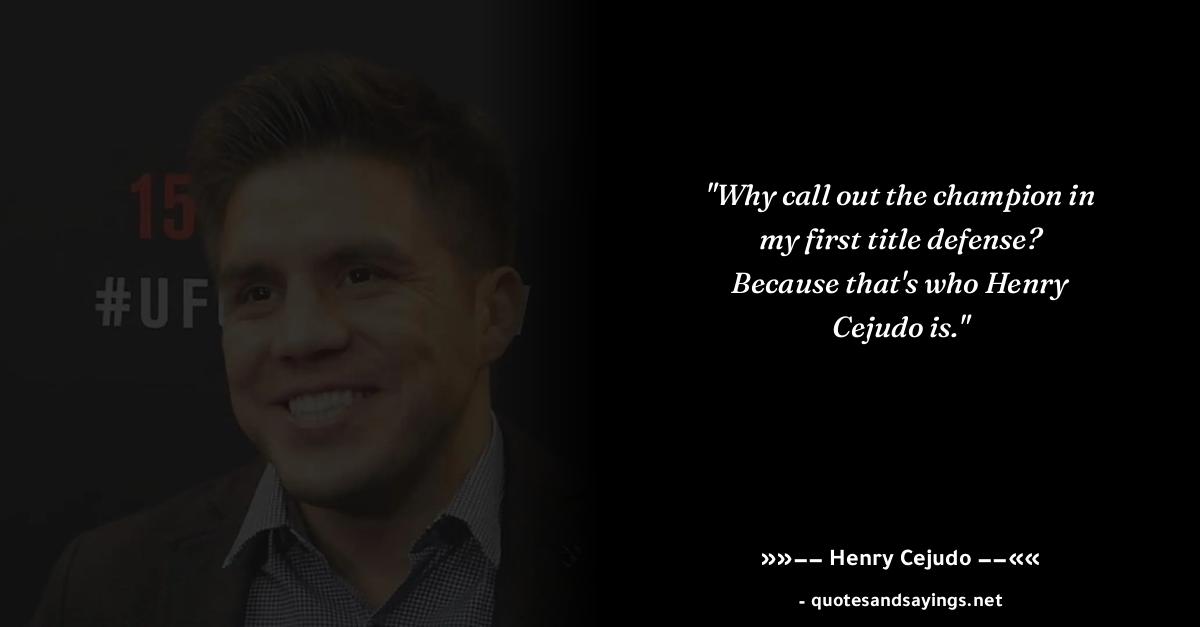 15
#UF
"Why call out the champion in
my first title defense?
Because that's who Henry
Cejudo is."
»»−− Henry Cejudo −−««
- quotesandsayings.net